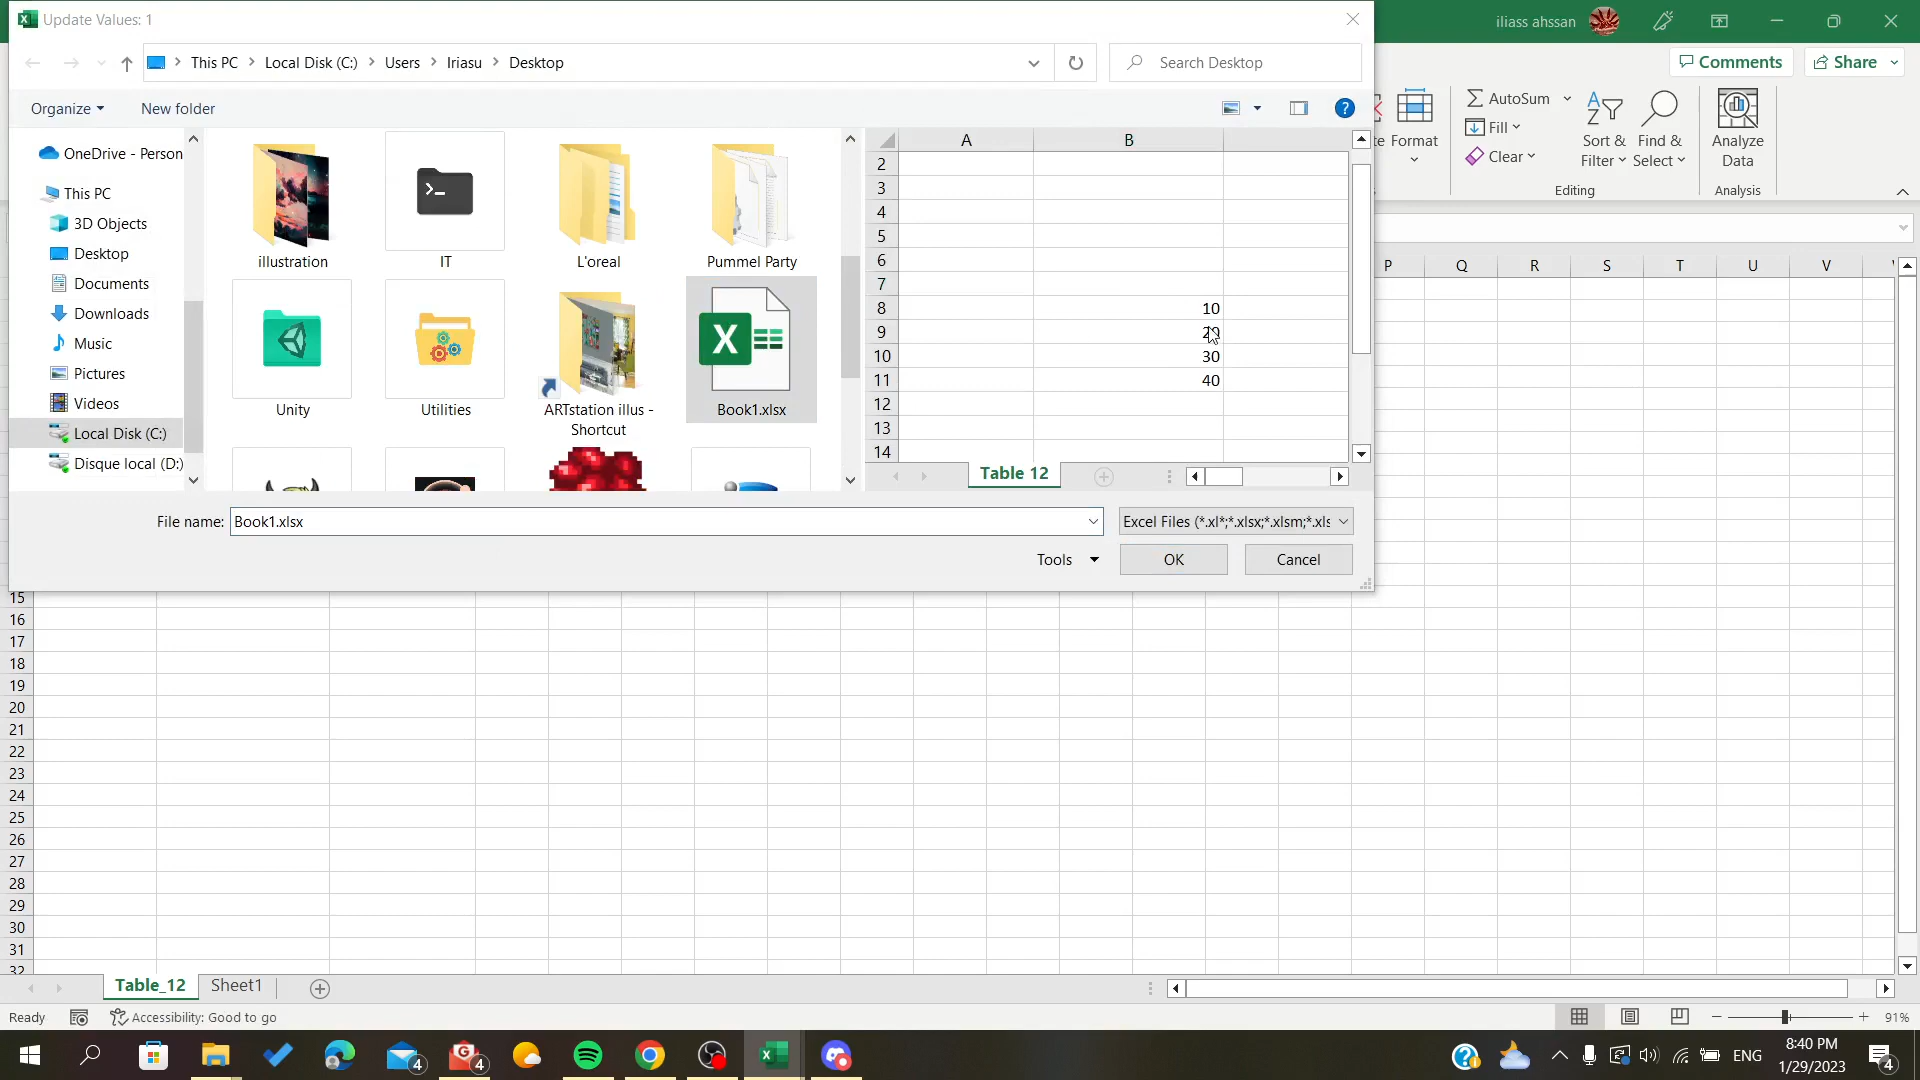 Update Values: 1
iliass ahssan
This PC > Local Disk (C:) > Users > Iriasu > Desktop
Search Desktop
Comments
Share
Organize
New folder
OneDrive - Person
This PC
3D Objects
Desktop
Documents
Downloads
Music
Pictures
Videos
Local Disk (C:)
Disque local (D:)
illustration
IT
L'oreal
Pummel Party
Unity
Utilities
ARTstation illus -
Shortcut
Book1.xlsx
A B
2
3
4
5
6
7
8 10
9
10 30
11 40
12
13
14
Table 12
Format
AutoSum
Fill
Clear
Sort &
Filter
Find &
Select
Analyze
Data
Editing
Analysis
P Q R S T U V
File name: Book1.xlsx
Excel Files (*.xl*;*.xlsx;*.xlsm;*.xls
Tools
OK
Cancel
15
16
17
18
19
20
21
22
23
24
25
26
27
28
29
30
31
32
Table_12
Sheet1
Ready
Accessibility: Good to go
91%
4
4
ENG
8:40 PM
1/29/2023
4